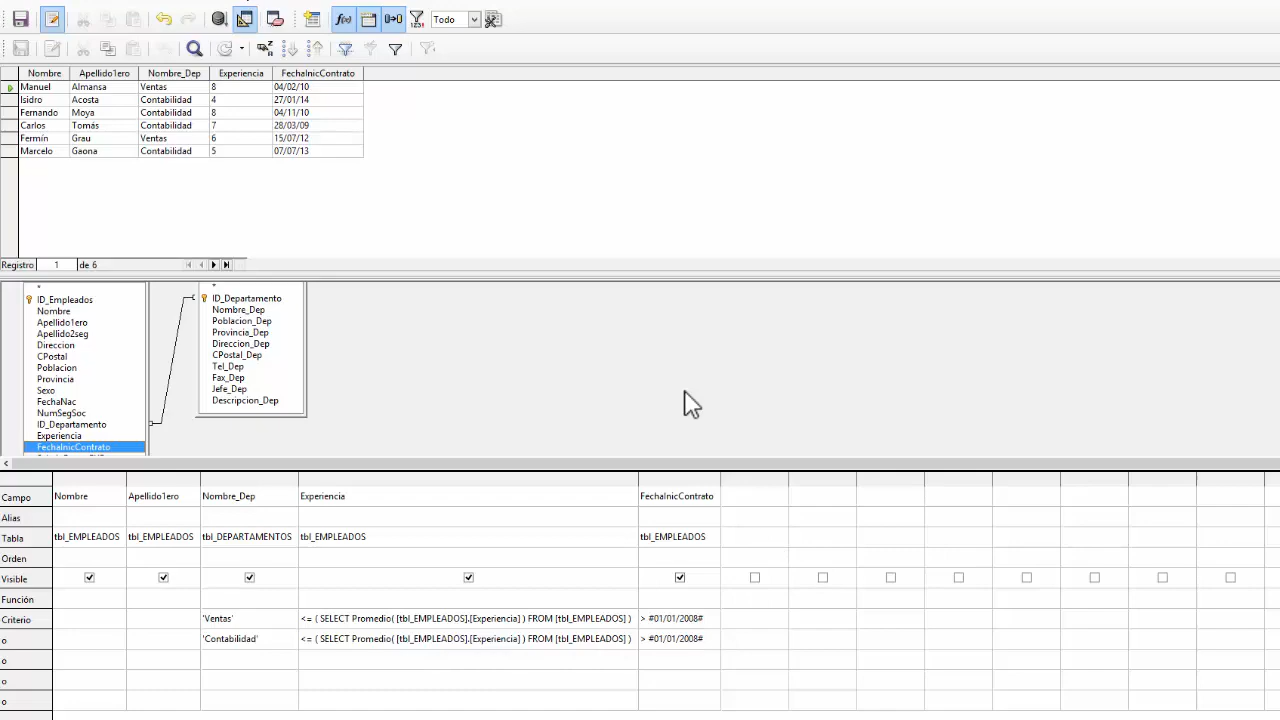 Todo
Nombre Apellido1ero Nombre_Dep Experiencia FechaInicContrato
Manuel Almansa Ventas 8 04/02/10
Isidro Acosta Contabilidad 4 27/01/14
Fernando Moya Contabilidad 8 04/11/10
Carlos Tomás Contabilidad 7 28/03/09
Fermín Grau Ventas 6 15/07/12
Marcelo Gaona Contabilidad 5 07/07/13
Registro 1 de 6
*
ID_Empleados
Nombre
Apellido1ero
Apellido2seg
Direccion
CPostal
Poblacion
Provincia
Sexo
FechaNac
NumSegSoc
ID_Departamento
Experiencia
FechaInicContrato
*
ID_Departamento
Nombre_Dep
Poblacion_Dep
Provincia_Dep
Direccion_Dep
CPostal_Dep
Tel_Dep
Fax_Dep
Jefe_Dep
Descripcion_Dep
Campo Nombre Apellido1ero Nombre_Dep Experiencia FechaInicContrato
Alias
Tabla tbl_EMPLEADOS tbl_EMPLEADOS tbl_DEPARTAMENTOS tbl_EMPLEADOS tbl_EMPLEADOS
Orden
Visible
Función
Criterio 'Ventas' <= ( SELECT Promedio( [tbl_EMPLEADOS].[Experiencia] ) FROM [tbl_EMPLEADOS] ) > #01/01/2008#
o 'Contabilidad' <= ( SELECT Promedio( [tbl_EMPLEADOS].[Experiencia] ) FROM [tbl_EMPLEADOS] ) > #01/01/2008#
o
o
o